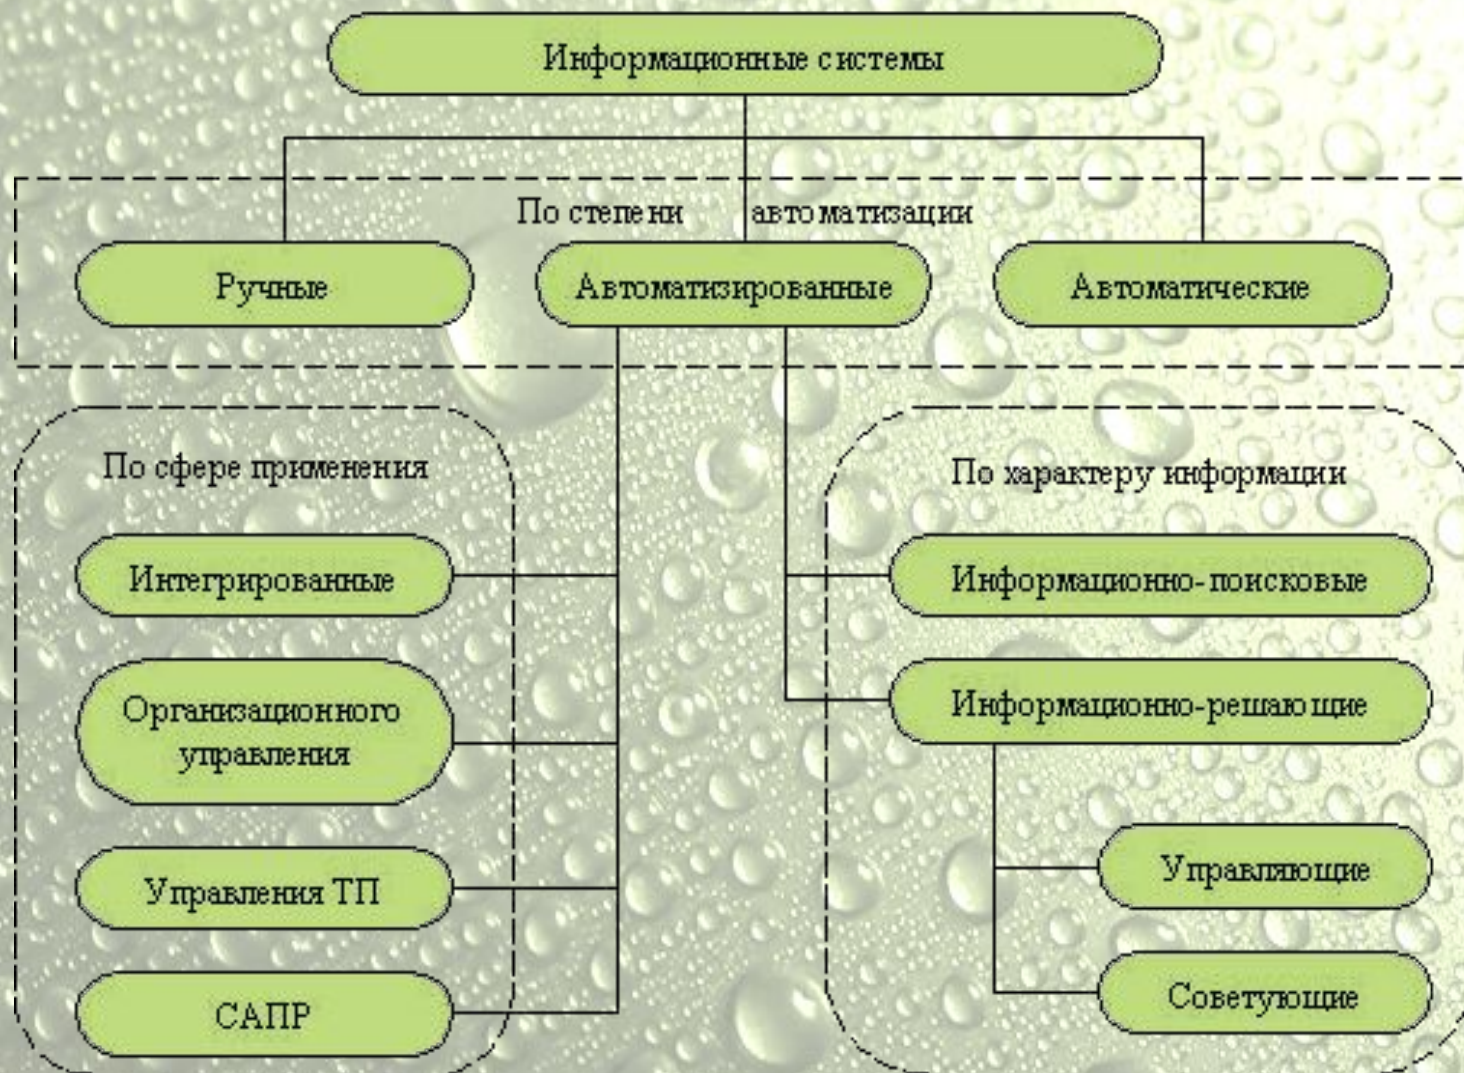 Информационные системы
По степени автоматизации
Ручные
Автоматизированные
Автоматические
По сфере применения
Интегрированные
Организационного
управления
Управления ТП
САПР
По характеру информации
Информационно-поисковые
Информационно-решающие
Управляющие
Советующие